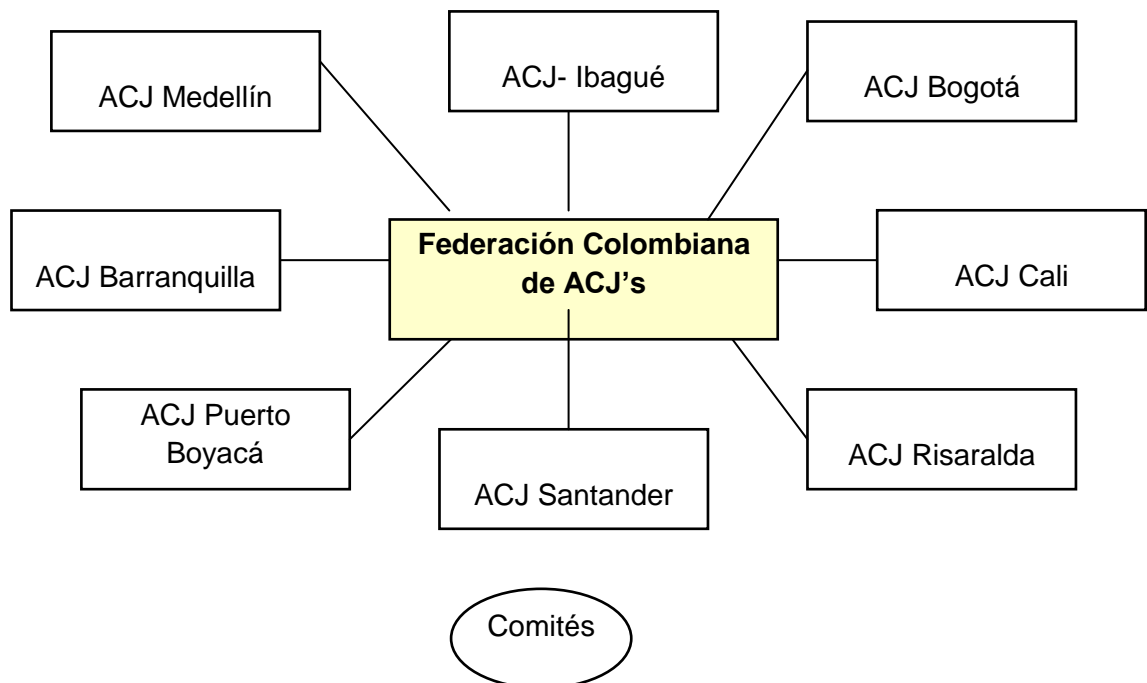 ACJ Medellín
ACJ- Ibagué
ACJ Bogotá
Federación Colombiana
de ACJ’s
ACJ Barranquilla
ACJ Cali
ACJ Puerto
Boyacá
ACJ Santander
ACJ Risaralda
Comités